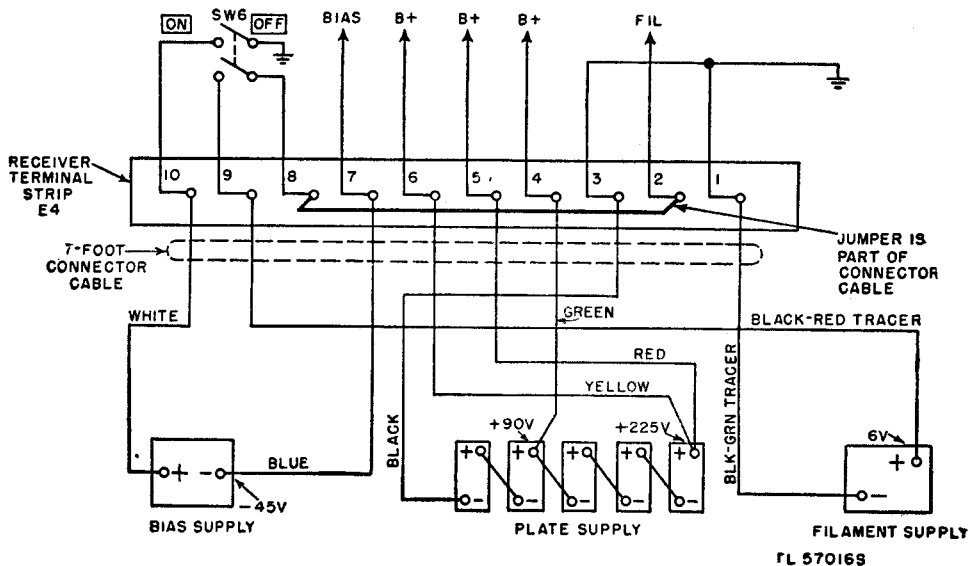 ON SW6 OFF BIAS B+ B+ B+ FIL
RECEIVER
TERMINAL
STRIP
E4
10 9 8 7 6 5 4 3 2 1
7-FOOT
CONNECTOR
CABLE
JUMPER IS
PART OF
CONNECTOR
CABLE
WHITE
GREEN
BLACK-RED TRACER
RED
YELLOW
BLACK
BLK-GRN TRACER
+90V
+225V
6V
+ -
BLUE
-45V
+ + + + +
- - - - -
+
-
BIAS SUPPLY
PLATE SUPPLY
FILAMENT SUPPLY
TL 57016S